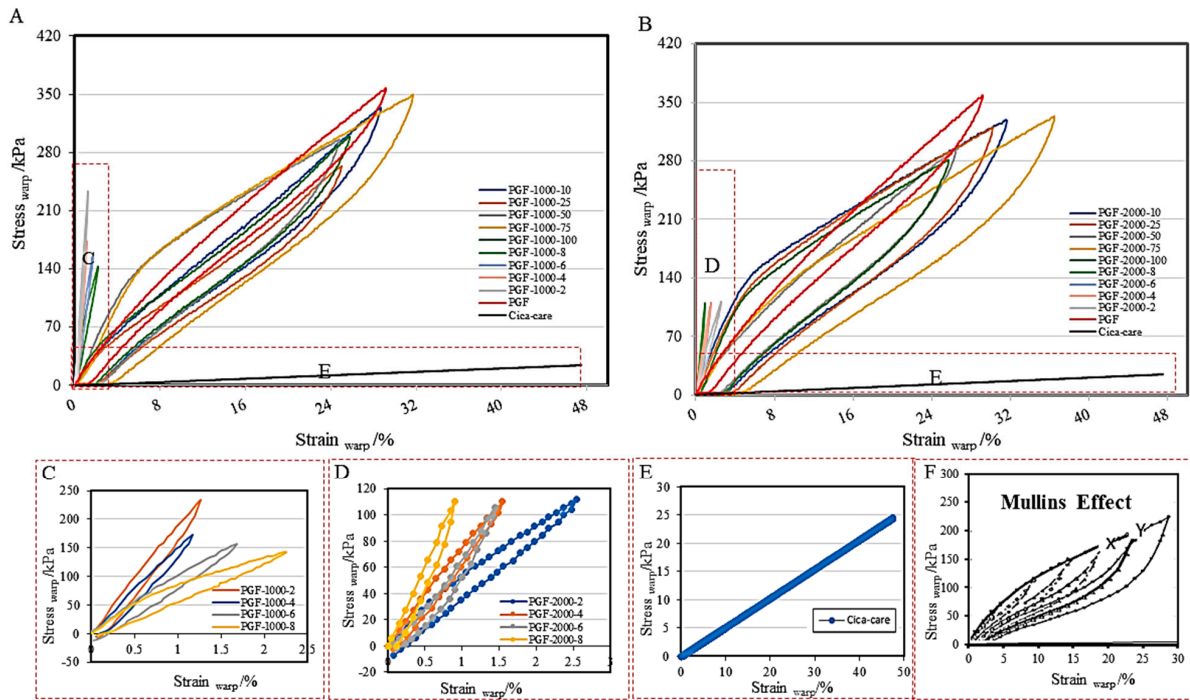 A
420
350
280
210
140
70
0
Stress warp /kPa
C
E
PGF-1000-10
PGF-1000-25
PGF-1000-50
PGF-1000-75
PGF-1000-100
PGF-1000-8
PGF-1000-6
PGF-1000-4
PGF-1000-2
PGF
Cica-care
0 8 16 24 32 40 48
Strain warp /%
B
420
350
280
210
140
70
0
Stress warp /kPa
D
E
PGF-2000-10
PGF-2000-25
PGF-2000-50
PGF-2000-75
PGF-2000-100
PGF-2000-8
PGF-2000-6
PGF-2000-4
PGF-2000-2
PGF
Cica-care
0 8 16 24 32 40 48
Strain warp /%
C
250
200
150
100
50
0
-50
Stress warp/kPa
PGF-1000-2
PGF-1000-4
PGF-1000-6
PGF-1000-8
0 0.5 1 1.5 2 2.5
Strain warp/%
D
120
100
80
60
40
20
0
-20
Stress warp/kPa
PGF-2000-2
PGF-2000-4
PGF-2000-6
PGF-2000-8
0 0.5 1 1.5 2 2.5 3
Strain warp/%
E
30
25
20
15
10
5
0
Stress warp/kPa
Cica-care
0 10 20 30 40 50
Strain warp/%
F
300
250
200
150
100
50
0
Stress warp/kPa
Mullins Effect
X
Y
0 5 10 15 20 25 30
Strain warp/%